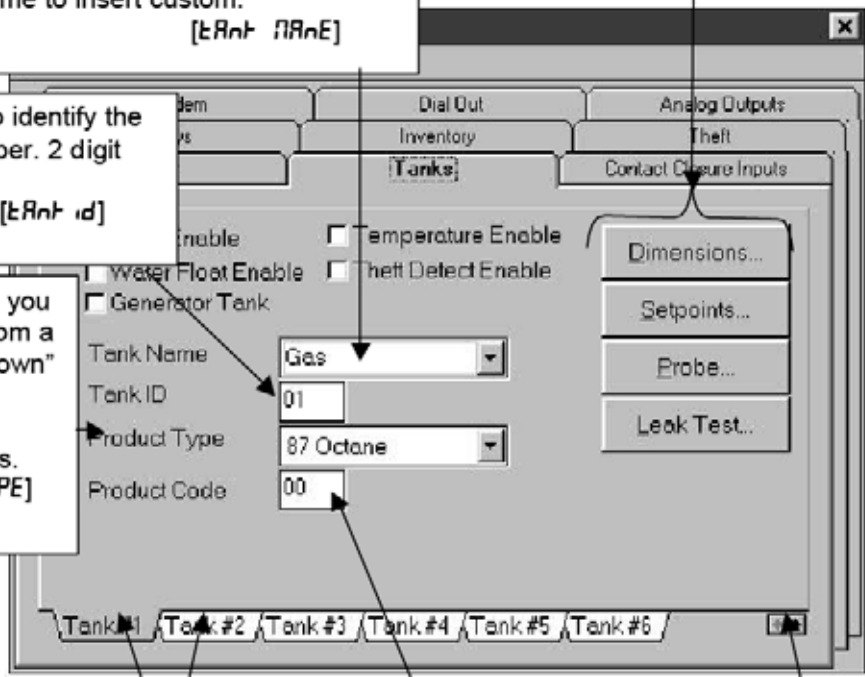 me to insert custom.
[tAnk nAnE]
identify the
ber. 2 digit
[tAnk id]
you
om a
own"
s.
PE]
dem
Dial Out
Analog Outputs
ys
Inventory
Theft
Tanks
Contact Closure Inputs
Enable
Temperature Enable
Water Float Enable
Theft Detect Enable
Generator Tank
Tank Name
Gas
Tank ID
01
Product Type
87 Octane
Product Code
00
Dimensions...
Setpoints...
Probe...
Leak Test...
Tank #1
Tank #2
Tank #3
Tank #4
Tank #5
Tank #6